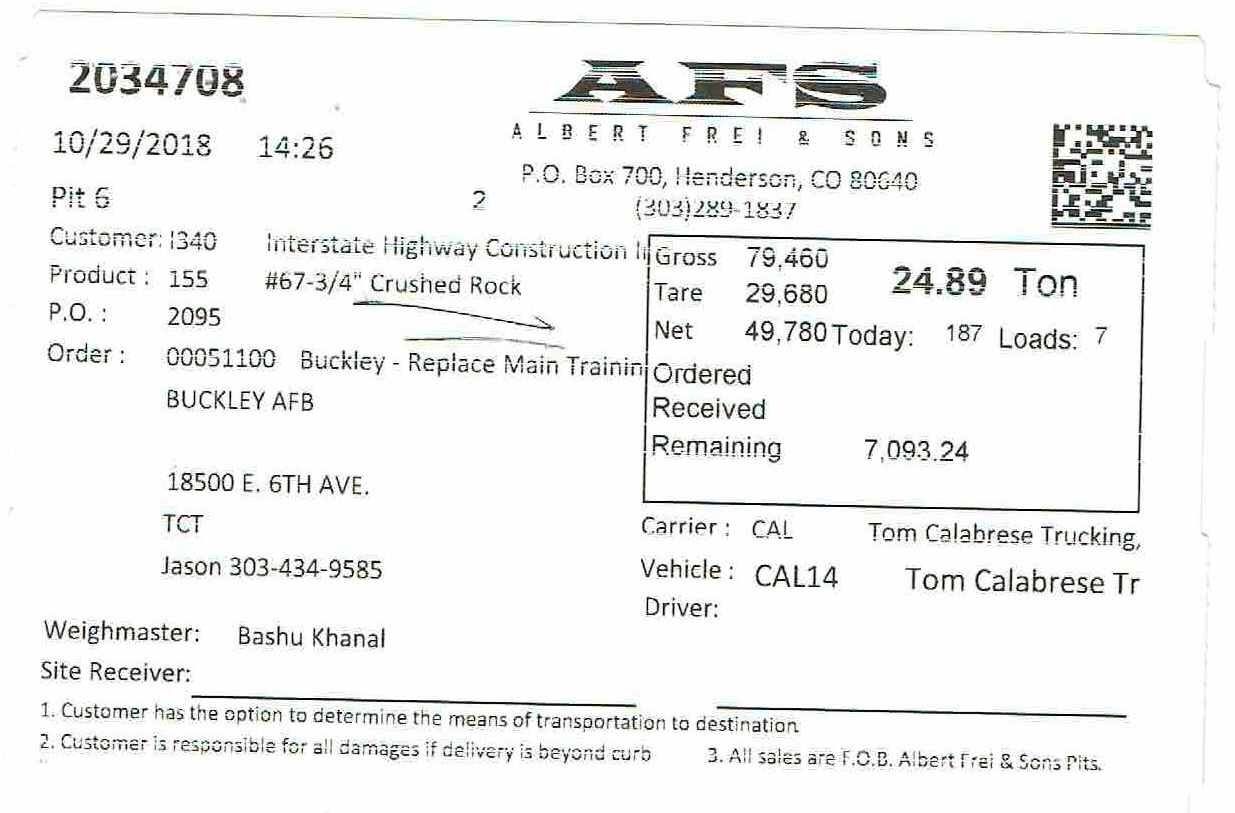 2034708
AFS
ALBERT FREI & SONS
10/29/2018 14:26
P.O. Box 700, Henderson, CO 80640
Pit 6 2 (303)289-1837
Customer: I340 Interstate Highway Construction I
Product : 155 #67-3/4" Crushed Rock
P.O. : 2095
Order : 00051100 Buckley - Replace Main Trainin
BUCKLEY AFB
18500 E. 6TH AVE.
TCT
Jason 303-434-9585
Gross 79,460 24.89 Ton
Tare 29,680
Net 49,780 Today: 187 Loads: 7
Ordered
Received
Remaining 7,093.24
Carrier : CAL Tom Calabrese Trucking,
Vehicle : CAL14 Tom Calabrese Tr
Driver:
Weighmaster: Bashu Khanal
Site Receiver:
1. Customer has the option to determine the means of transportation to destination
2. Customer is responsible for all damages if delivery is beyond curb 3. All sales are F.O.B. Albert Frei & Sons Pits.